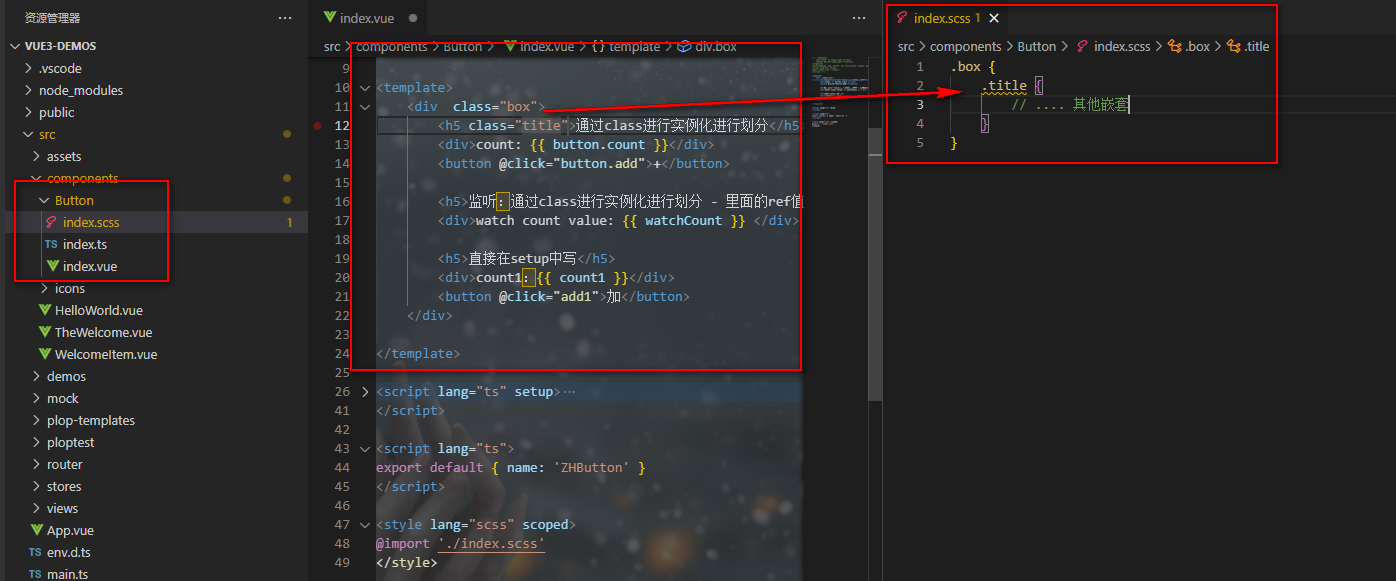 资源管理器
VUE3-DEMOS
.vscode
node_modules
public
src
assets
components
Button
index.scss 1
TS index.ts
index.vue
icons
HelloWorld.vue
TheWelcome.vue
WelcomeItem.vue
demos
mock
plop-templates
ploptest
router
stores
views
App.vue
TS env.d.ts
TS main.ts
index.vue
src > components > Button > index.vue > {} template > div.box
9
10 <template>
11 <div  class="box">
12 <h5 class="title">通过class进行实例化进行划分</h5
13 <div>count: {{ button.count }}</div>
14 <button @click="button.add">+</button>
15
16 <h5>监听：通过class进行实例化进行划分 - 里面的ref值
17 <div>watch count value: {{ watchCount }} </div>
18
19 <h5>直接在setup中写</h5>
20 <div>count1：{{ count1 }}</div>
21 <button @click="add1">加</button>
22 </div>
23
24 </template>
25
26 <script lang="ts" setup>…
41 </script>
42
43 <script lang="ts">
44 export default { name: 'ZHButton' }
45 </script>
46
47 <style lang="scss" scoped>
48 @import './index.scss'
49 </style>
index.scss 1
src > components > Button > index.scss > .box > .title
1 .box {
2 .title {
3 // .... 其他嵌套
4 }
5 }